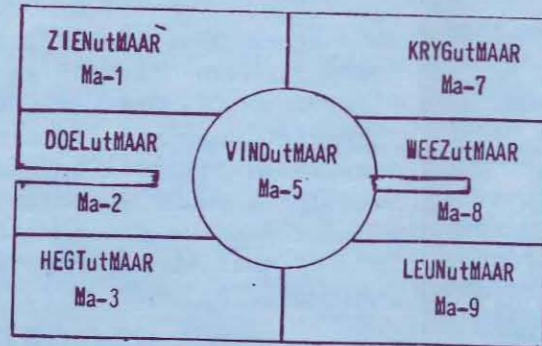 ZIENutMAAR
Ma-1
KRYGutMAAR
Ma-7
DOELutMAAR
Ma-2
VINDutMAAR
Ma-5
WEEZutMAAR
Ma-8
HEGTutMAAR
Ma-3
LEUNutMAAR
Ma-9